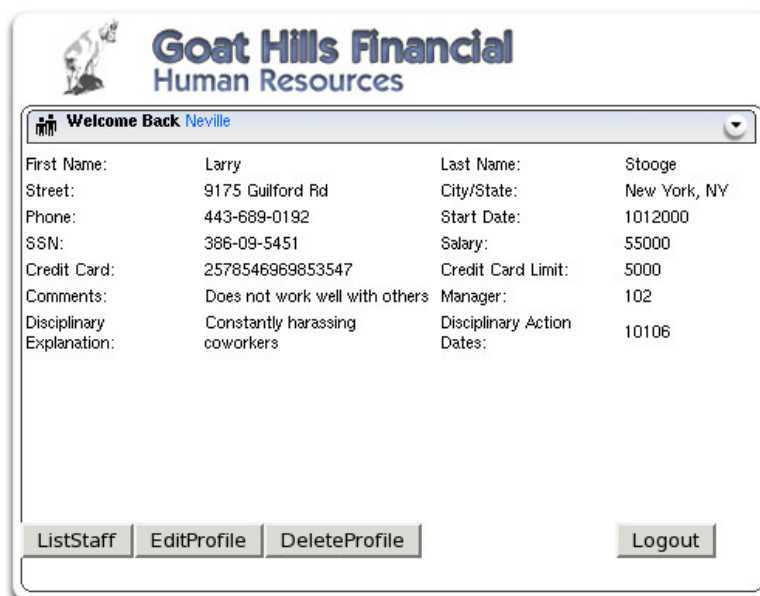 Goat Hills Financial
Human Resources
Welcome Back Neville
First Name: Larry Last Name: Stooge
Street: 9175 Guilford Rd City/State: New York, NY
Phone: 443-689-0192 Start Date: 1012000
SSN: 386-09-5451 Salary: 55000
Credit Card: 2578546969853547 Credit Card Limit: 5000
Comments: Does not work well with others Manager: 102
Disciplinary Constantly harassing Disciplinary Action
Explanation: coworkers Dates: 10106
ListStaff EditProfile DeleteProfile Logout